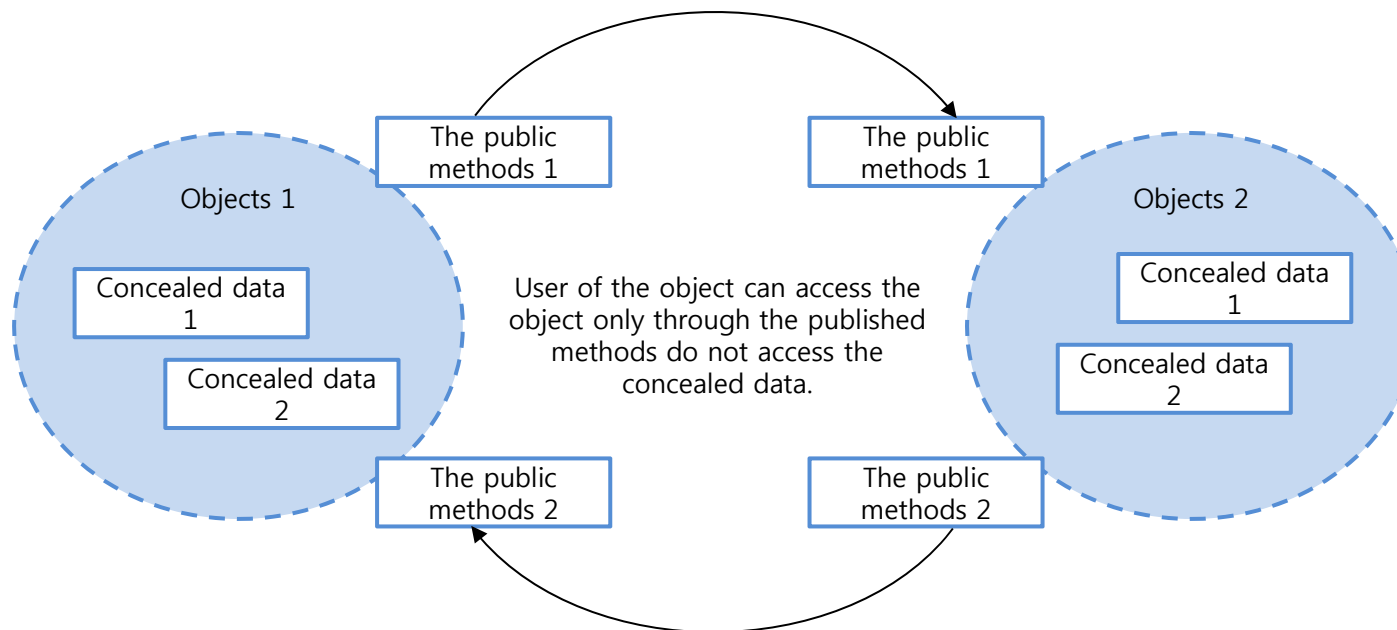 The public
methods 1
The public
methods 1
Objects 1
Objects 2
Concealed data
1
Concealed data
2
User of the object can access the
object only through the published
methods do not access the
concealed data.
Concealed data
1
Concealed data
2
The public
methods 2
The public
methods 2